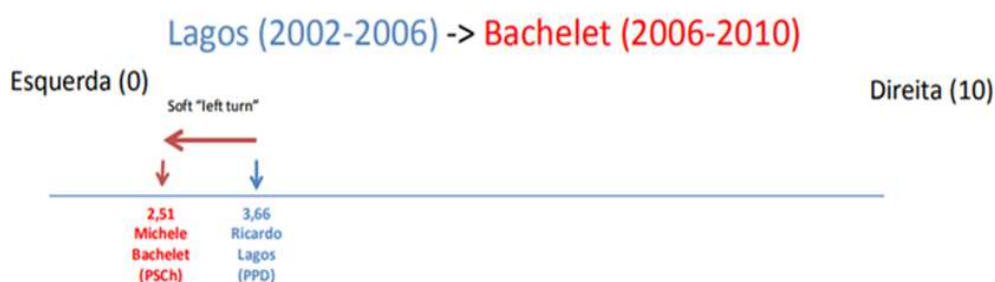 Lagos (2002-2006) -> Bachelet (2006-2010)
Esquerda (0)
Direita (10)
Soft "left turn"
2,51
Michele
Bachelet
(PSCh)
3,66
Ricardo
Lagos
(PPD)